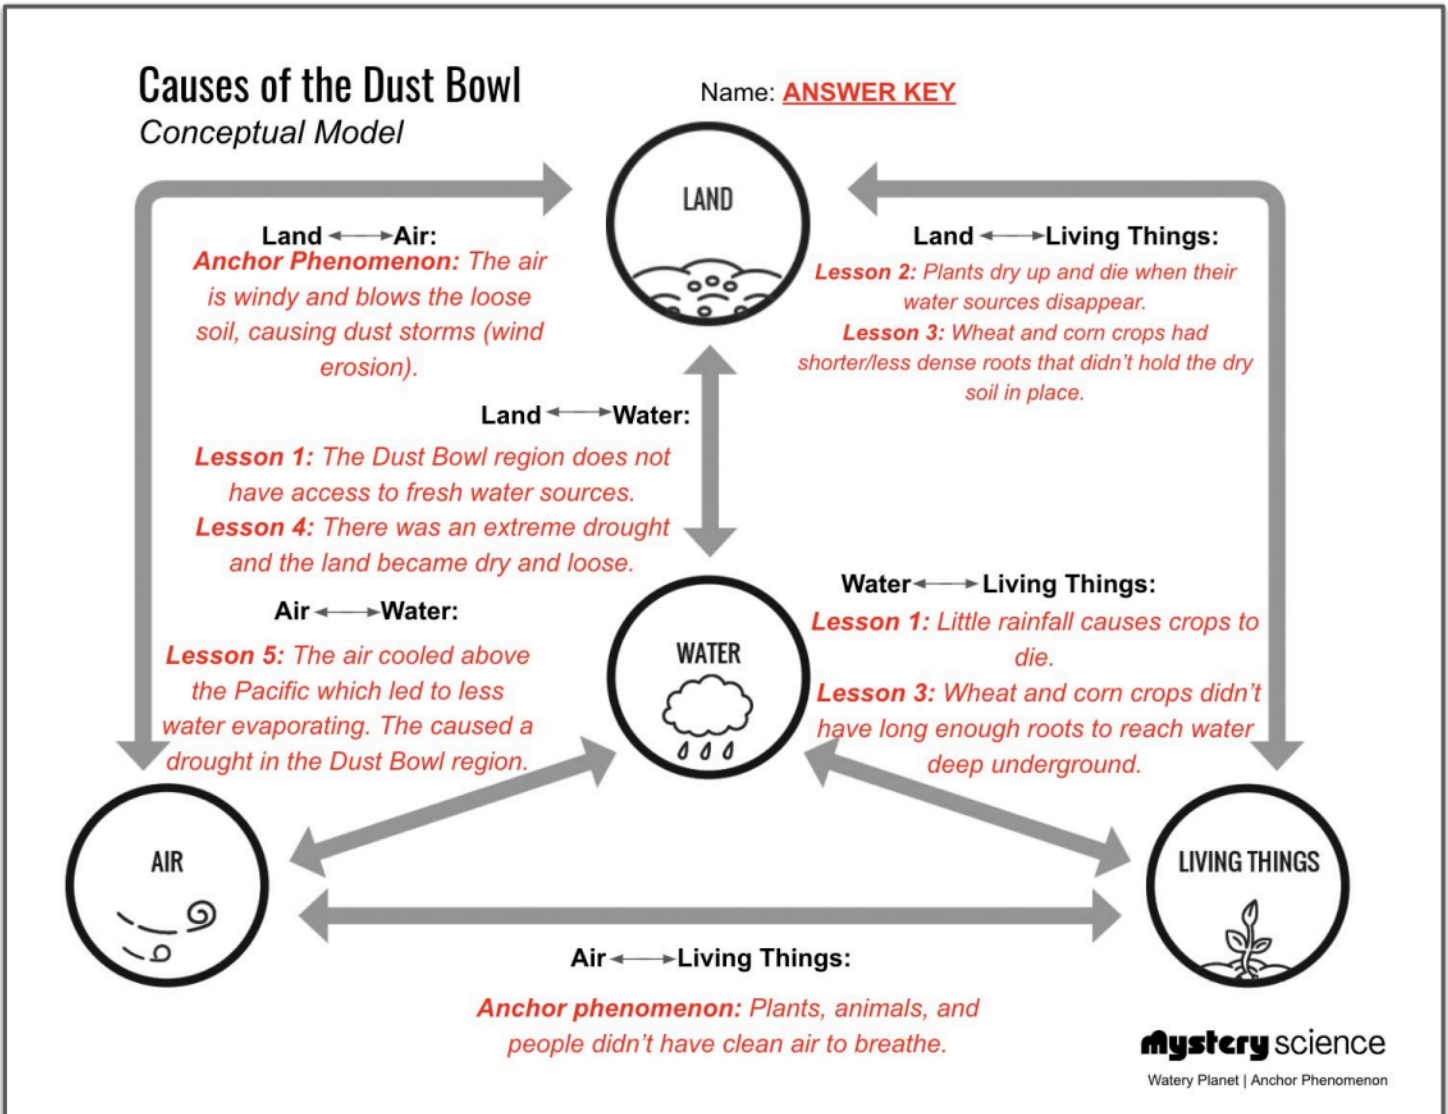 Causes of the Dust Bowl
Conceptual Model
Name: ANSWER KEY
LAND
Land ⟷ Air:
Anchor Phenomenon: The air
is windy and blows the loose
soil, causing dust storms (wind
erosion).
Land ⟷ Living Things:
Lesson 2: Plants dry up and die when their
water sources disappear.
Lesson 3: Wheat and corn crops had
shorter/less dense roots that didn't hold the dry
soil in place.
Land ⟷ Water:
Lesson 1: The Dust Bowl region does not
have access to fresh water sources.
Lesson 4: There was an extreme drought
and the land became dry and loose.
Air ⟷ Water:
Lesson 5: The air cooled above
the Pacific which led to less
water evaporating. The caused a
drought in the Dust Bowl region.
WATER
Water ⟷ Living Things:
Lesson 1: Little rainfall causes crops to
die.
Lesson 3: Wheat and corn crops didn't
have long enough roots to reach water
deep underground.
AIR
LIVING THINGS
Air ⟷ Living Things:
Anchor phenomenon: Plants, animals, and
people didn't have clean air to breathe.
mystery science
Watery Planet | Anchor Phenomenon